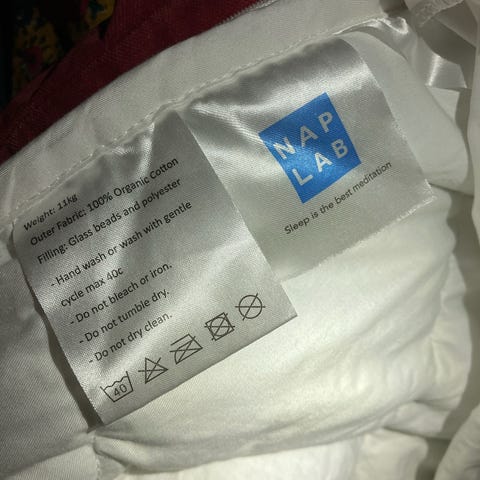 Weight: 11kg
Outer Fabric: 100% Organic Cotton
Filling: Glass beads and polyester
- Hand wash or wash with gentle
cycle max 40c
- Do not bleach or iron.
- Do not tumble dry.
- Do not dry clean.
40
NAP
LAB
Sleep is the best meditation